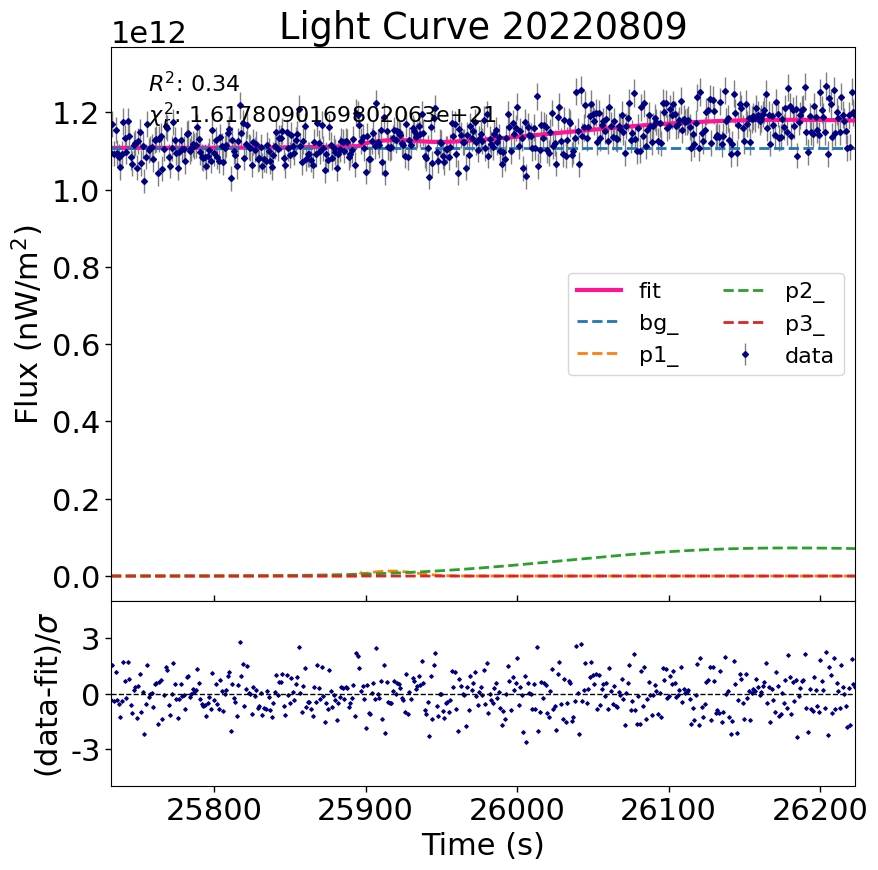 Light Curve 20220809
1e12
R²: 0.34
χ²: 1.6178090169802063e+21
1.2
1.0
0.8
0.6
0.4
0.2
0.0
Flux (nW/m²)
fit
bg_
p1_
p2_
p3_
data
3
0
-3
(data-fit)/σ
25800 25900 26000 26100 26200
Time (s)